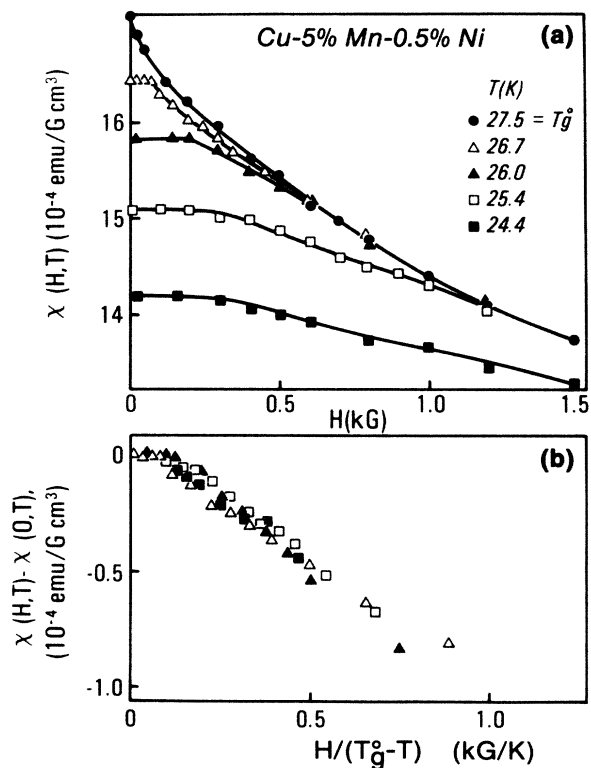 Cu-5% Mn-0.5% Ni (a)
T(K)
● 27.5 = Tg°
△ 26.7
▲ 26.0
□ 25.4
■ 24.4
χ (H,T) (10⁻⁴ emu/G cm³)
16
15
14
0 0.5 1.0 1.5
H(kG)
(b)
χ (H,T)- χ (O,T),
(10⁻⁴ emu/G cm³)
0
-0.5
-1.0
0 0.5 1.0
H/(Tg°-T) (kG/K)